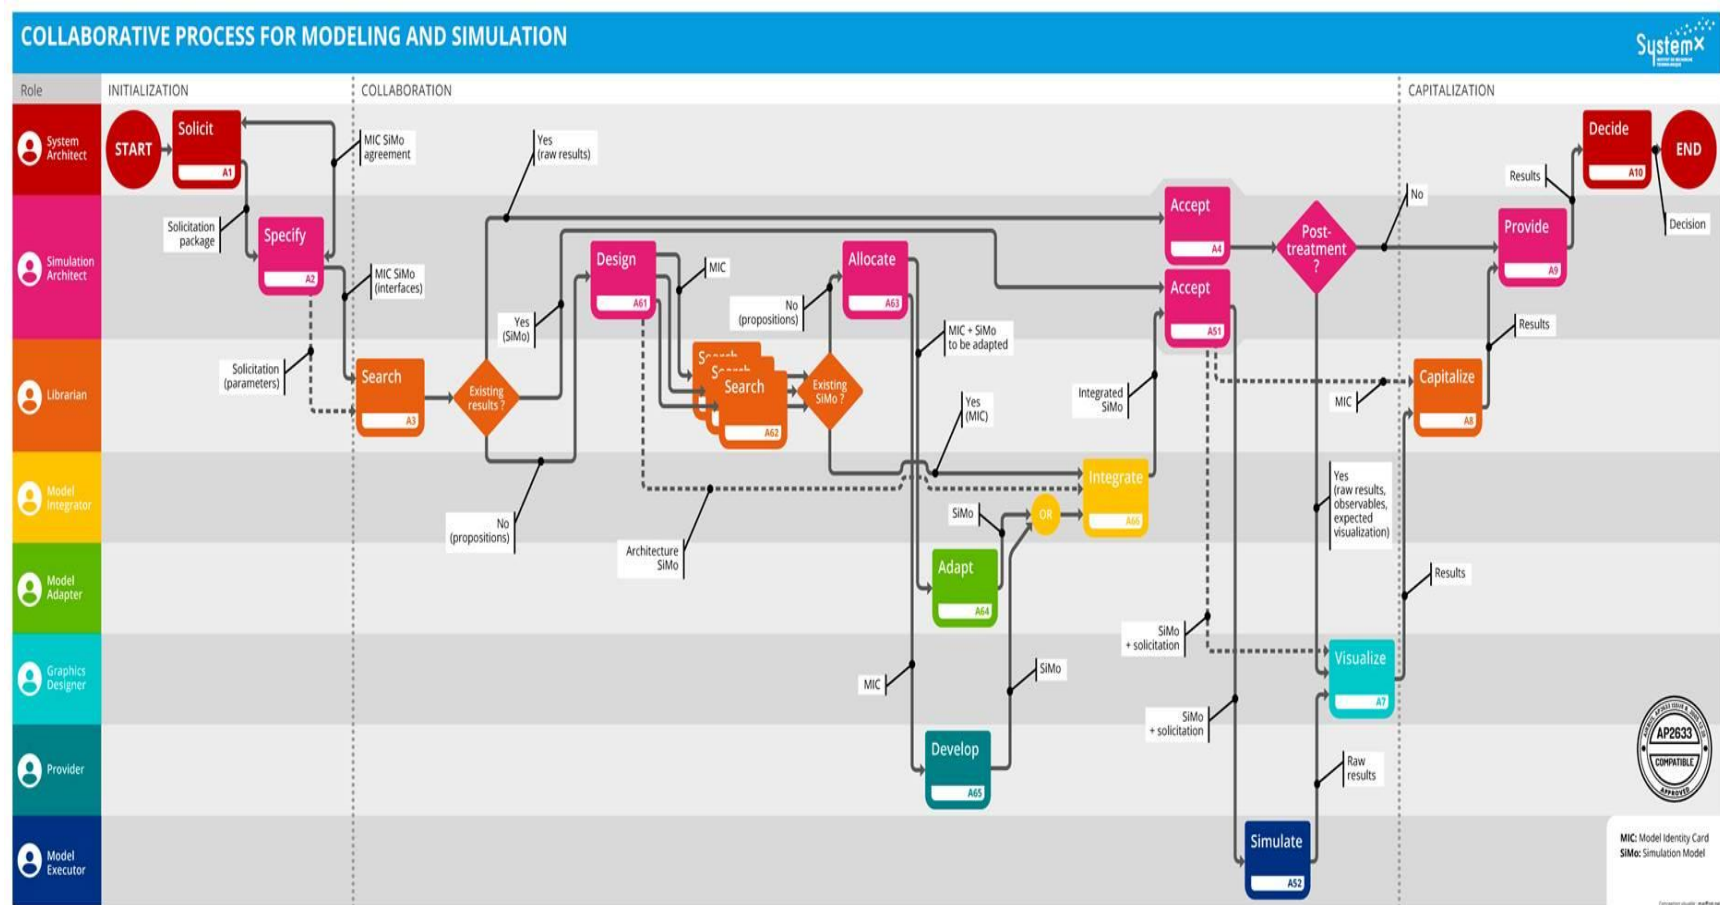 COLLABORATIVE PROCESS FOR MODELING AND SIMULATION
Systemx
Role
INITIALIZATION
COLLABORATION
CAPITALIZATION
System
Architect
START
Solicit
A1
MIC SiMo
agreement
Yes
(raw results)
Decide
A10
END
Results
Decision
No
Simulation
Architect
Solicitation
package
Specify
A2
MIC SiMo
(interfaces)
Yes
(SiMo)
Design
A61
MIC
No
(propositions)
Allocate
A63
MIC + SiMo
to be adapted
Accept
A4
Accept
A51
Post-
treatment
?
Provide
A9
Results
Librarian
Solicitation
(parameters)
Search
A3
Existing
results ?
Search
Search
Search
A62
Existing
SiMo ?
Yes
(MIC)
Integrated
SiMo
MIC
Capitalize
A8
Model
Integrator
No
(propositions)
Architecture
SiMo
SiMo
OR
Integrate
A66
Yes
(raw results,
observables,
expected
visualization)
Model
Adapter
Adapt
A64
Results
Graphics
Designer
MIC
SiMo
SiMo
+ solicitation
Visualize
A7
SiMo
+ solicitation
Provider
Develop
A65
Raw
results
AP2633
COMPATIBLE
APPROVED
Model
Executor
Simulate
A52
MIC: Model Identity Card
SiMo: Simulation Model